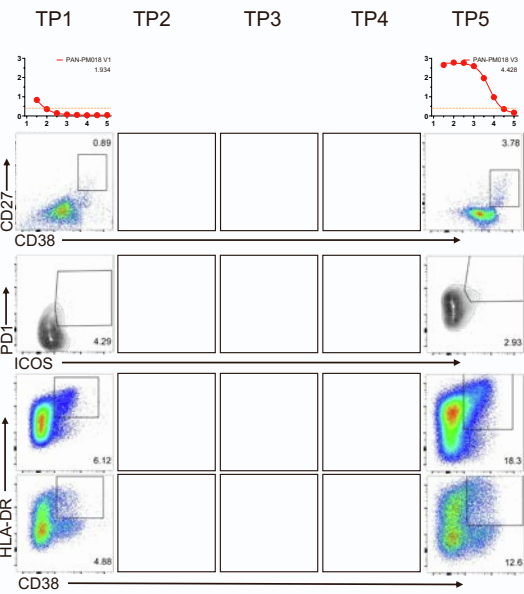 TP1 TP2 TP3 TP4 TP5
PAN-PM018 V1
1.934
3
2
1
0
1 2 3 4 5
PAN-PM018 V3
4.428
3
2
1
0
1 2 3 4 5
CD27
0.89
3.78
CD38
PD1
4.29
2.93
ICOS
HLA-DR
6.12
18.3
4.88
12.6
CD38